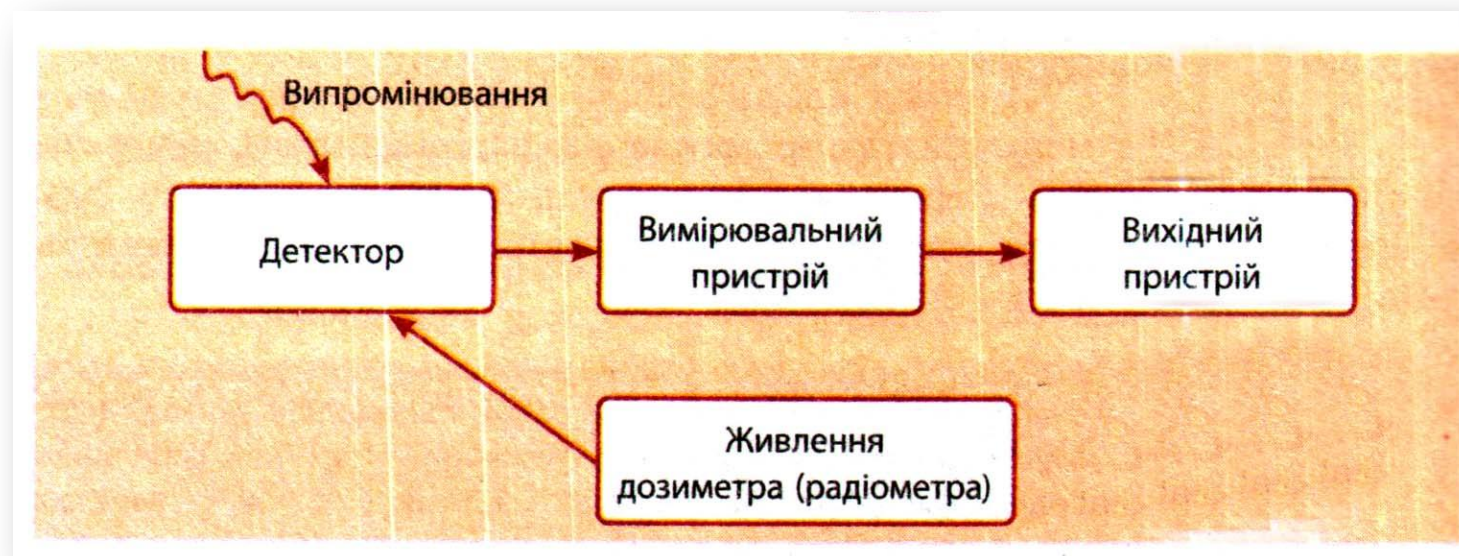 Випромінювання
Детектор
Вимірювальний
пристрій
Вихідний
пристрій
Живлення
дозиметра (радіометра)